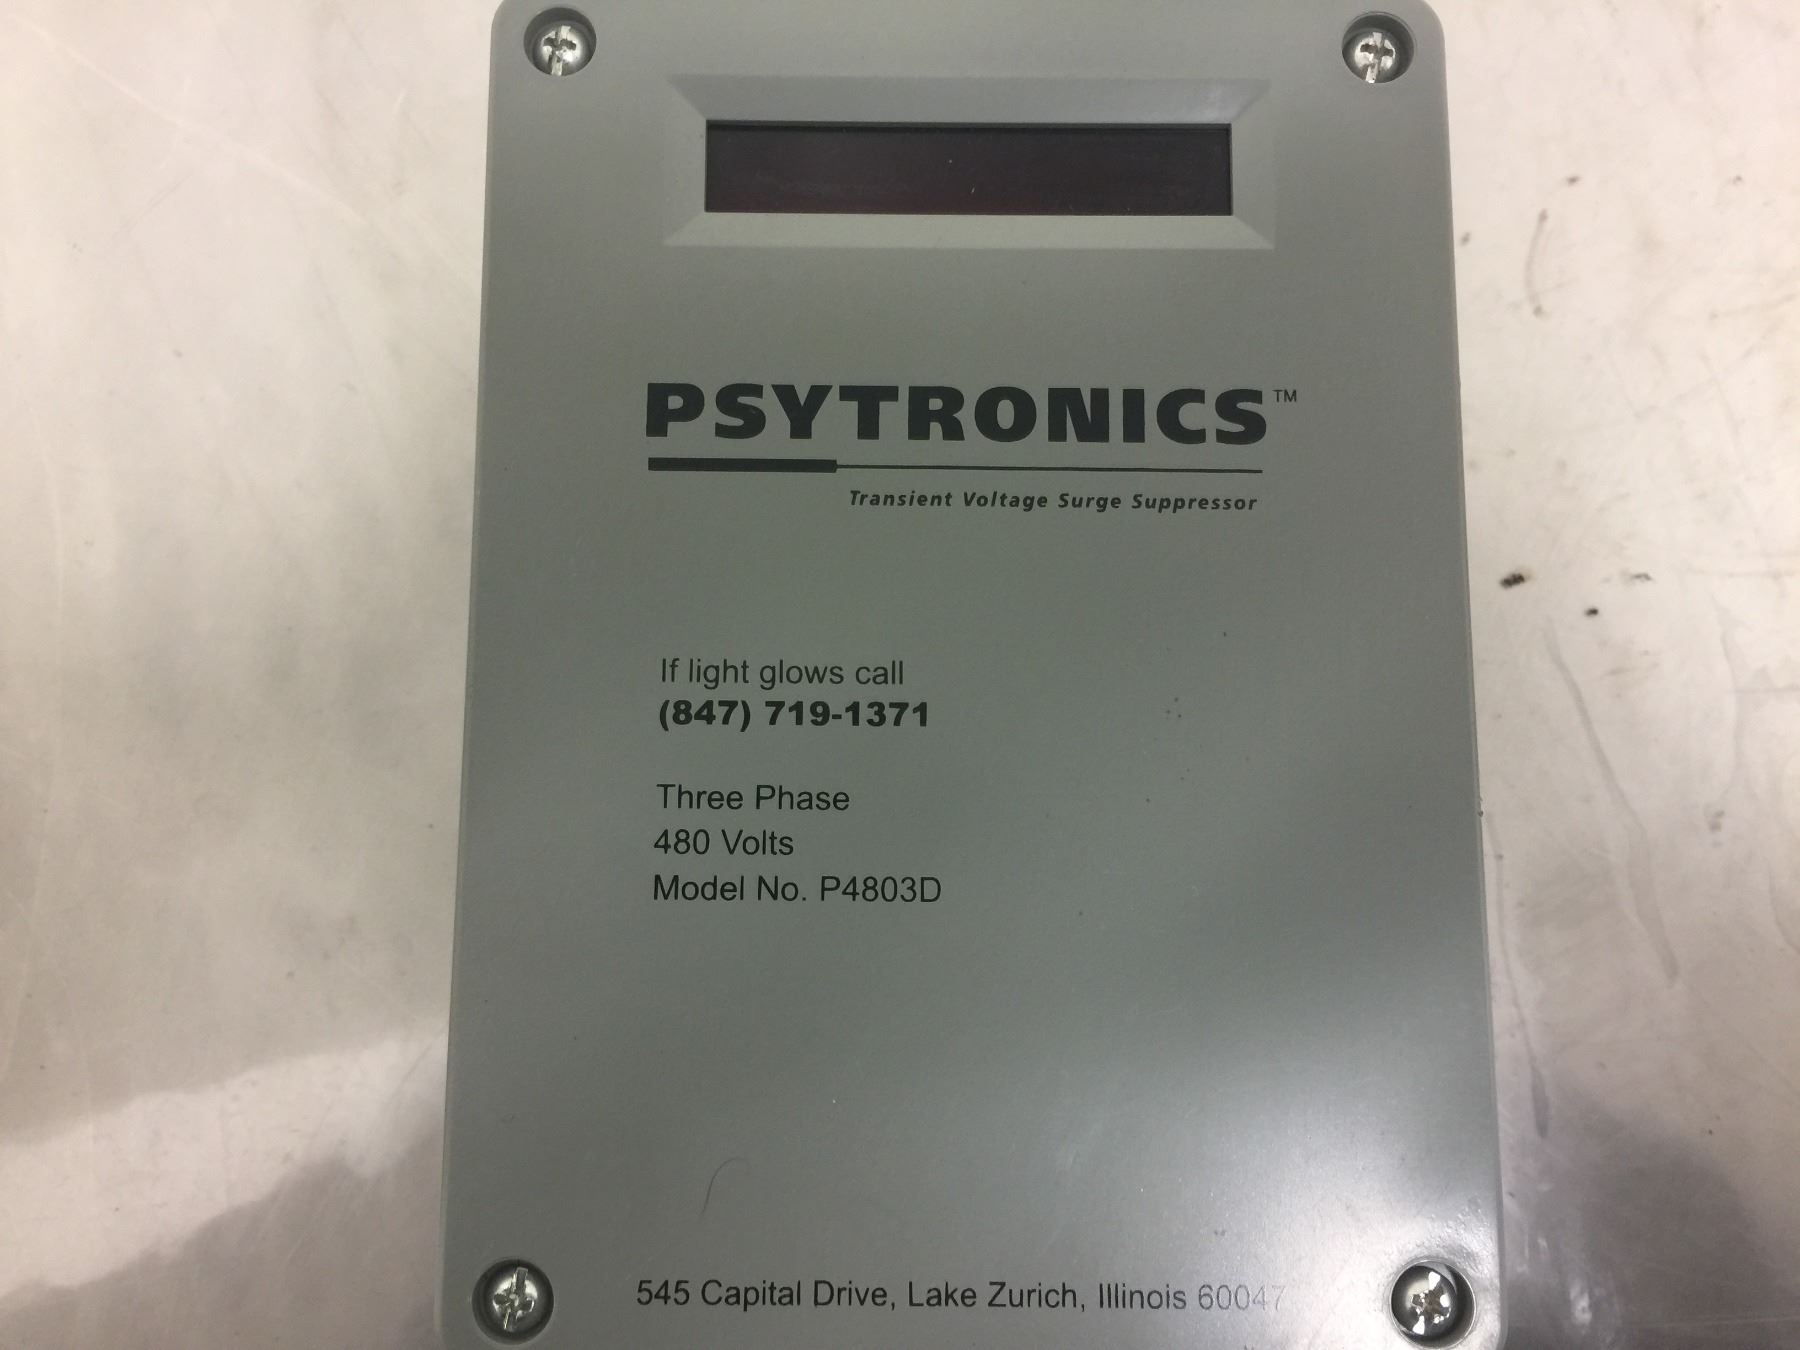 PSYTRONICS™
Transient Voltage Surge Suppressor
If light glows call
(847) 719-1371
Three Phase
480 Volts
Model No. P4803D
545 Capital Drive, Lake Zurich, Illinois 60047